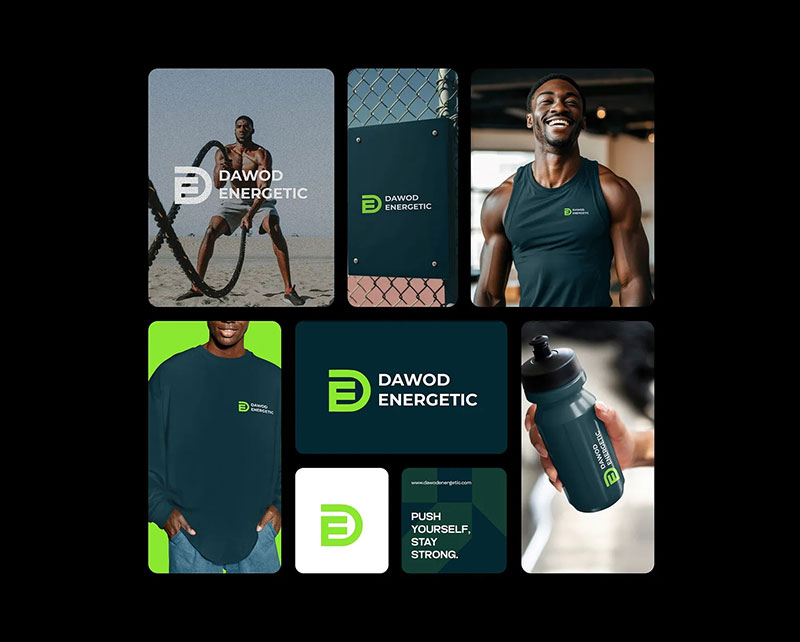 DAWOD
ENERGETIC
DAWOD
ENERGETIC
DAWOD
ENERGETIC
DAWOD
ENERGETIC
DAWOD
ENERGETIC
DAWOD
ENERGETIC
www.dawodenergetic.com
PUSH
YOURSELF,
STAY
STRONG.